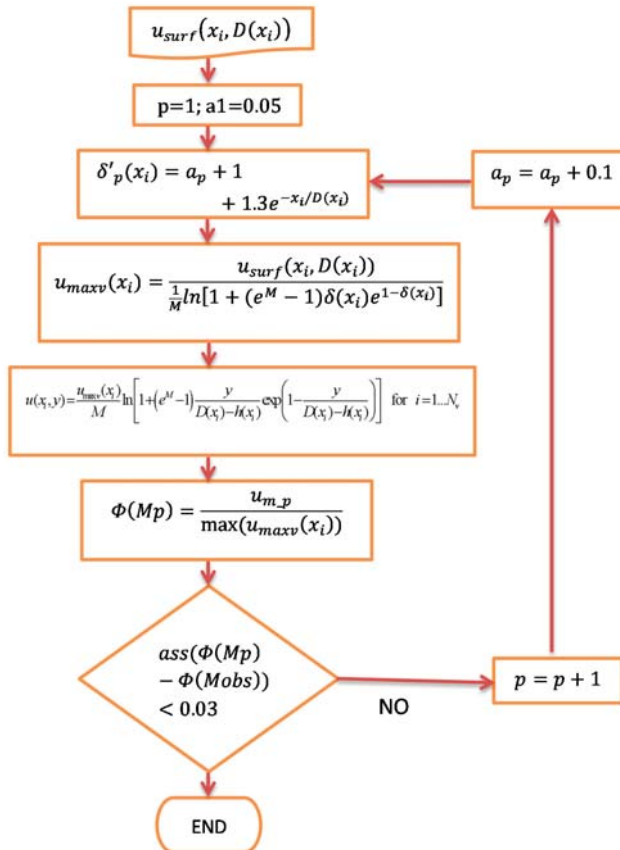 u_surf(x_i, D(x_i))
p=1; a1=0.05
δ'_p(x_i) = a_p + 1
+ 1.3e^{-x_i/D(x_i)}
a_p = a_p + 0.1
u_maxv(x_i) = u_surf(x_i, D(x_i)) / (1/M ln[1 + (e^M − 1)δ(x_i)e^{1−δ(x_i)}])
u(x_i, y) = u_maxv(x_i)/M ln[1+(e^M−1) y/(D(x_i)−h(x_i)) exp(1− y/(D(x_i)−h(x_i)))] for i=1...N_v
Φ(Mp) = u_{m_p} / max(u_maxv(x_i))
ass(Φ(Mp)
− Φ(Mobs))
< 0.03
NO
p = p + 1
END